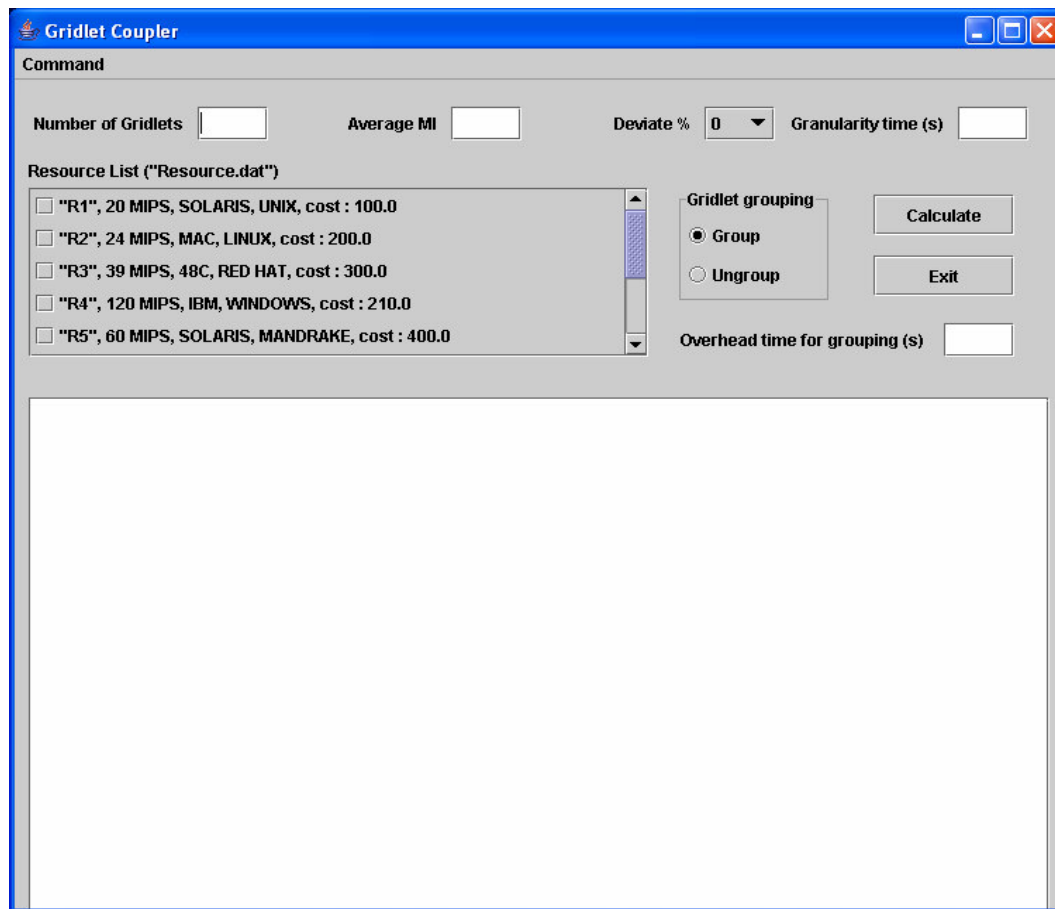 Gridlet Coupler
Command
Number of Gridlets Average MI Deviate % 0 Granularity time (s)
Resource List ("Resource.dat")
"R1", 20 MIPS, SOLARIS, UNIX, cost : 100.0
"R2", 24 MIPS, MAC, LINUX, cost : 200.0
"R3", 39 MIPS, 48C, RED HAT, cost : 300.0
"R4", 120 MIPS, IBM, WINDOWS, cost : 210.0
"R5", 60 MIPS, SOLARIS, MANDRAKE, cost : 400.0
Gridlet grouping
Group
Ungroup
Calculate
Exit
Overhead time for grouping (s)